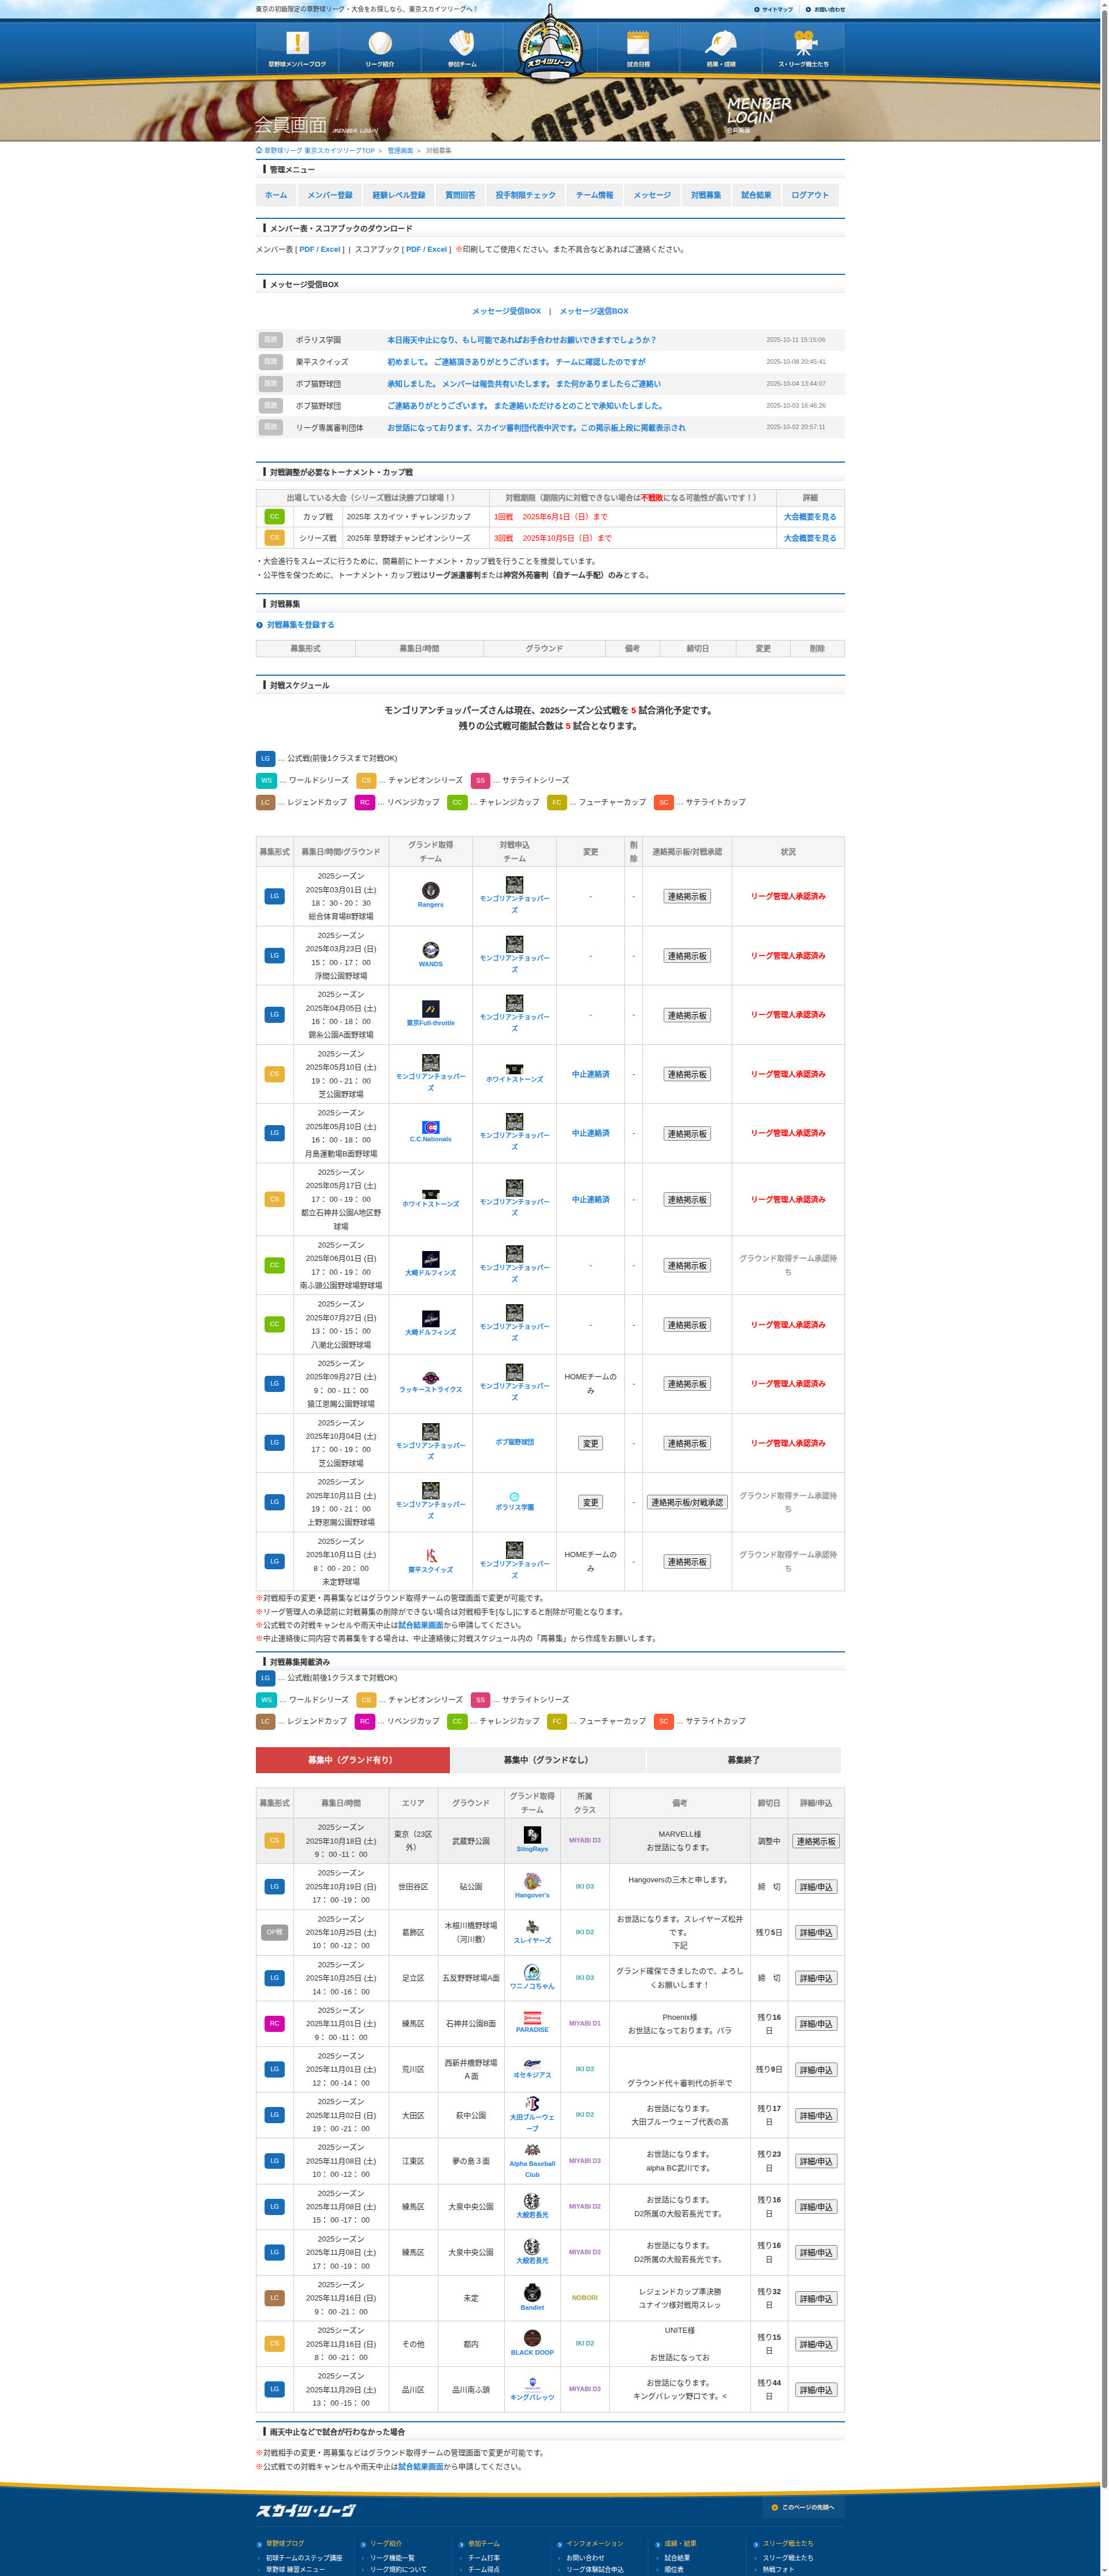 東京の初級限定の草野球リーグ・大会をお探しなら、東京スカイツリーグへ！
サイトマップ
お問い合わせ
草野球メンバーブログ
リーグ紹介
参加チーム
スカイツリーグ
試合日程
結果・成績
ス・リーグ戦士たち
会員画面 MENBER LOGIN
MENBER LOGIN
会員画面
草野球リーグ 東京スカイツリーグTOP > 管理画面 > 対戦募集
管理メニュー
ホーム メンバー登録 経験レベル登録 質問回答 投手制限チェック チーム情報 メッセージ 対戦募集 試合結果 ログアウト
メンバー表・スコアブックのダウンロード
メンバー表 [ PDF / Excel ] | スコアブック [ PDF / Excel ] ※印刷してご使用ください。また不具合などあればご連絡ください。
メッセージ受信BOX
メッセージ受信BOX | メッセージ送信BOX
既読 ポラリス学園 本日雨天中止になり、もし可能であればお手合わせお願いできますでしょうか？ 2025-10-11 15:15:06
既読 栗平スクイッズ 初めまして。 ご連絡頂きありがとうございます。 チームに確認したのですが 2025-10-08 20:45:41
既読 ボブ猫野球団 承知しました。 メンバーは報告共有いたします。 また何かありましたらご連絡い 2025-10-04 13:44:07
既読 ボブ猫野球団 ご連絡ありがとうございます。 また連絡いただけるとのことで承知いたしました。 2025-10-03 16:46:26
既読 リーグ専属審判団体 お世話になっております、スカイツ審判団代表中沢です。この掲示板上段に掲載表示され 2025-10-02 20:57:11
対戦調整が必要なトーナメント・カップ戦
出場している大会（シリーズ戦は決勝プロ球場！） 対戦期限（期限内に対戦できない場合は不戦敗になる可能性が高いです！） 詳細
CC カップ戦 2025年 スカイツ・チャレンジカップ 1回戦 2025年6月1日（日）まで 大会概要を見る
CS シリーズ戦 2025年 草野球チャンピオンシリーズ 3回戦 2025年10月5日（日）まで 大会概要を見る
・大会進行をスムーズに行うために、開幕前にトーナメント・カップ戦を行うことを推奨しています。
・公平性を保つために、トーナメント・カップ戦はリーグ派遣審判または神宮外苑審判（自チーム手配）のみとする。
対戦募集
対戦募集を登録する
募集形式 募集日/時間 グラウンド 備考 締切日 変更 削除
対戦スケジュール
モンゴリアンチョッパーズさんは現在、2025シーズン公式戦を 5 試合消化予定です。
残りの公式戦可能試合数は 5 試合となります。
LG … 公式戦(前後1クラスまで対戦OK)
WS … ワールドシリーズ CS … チャンピオンシリーズ SS … サテライトシリーズ
LC … レジェンドカップ RC … リベンジカップ CC … チャレンジカップ FC … フューチャーカップ SC … サテライトカップ
募集形式 募集日/時間/グラウンド グランド取得チーム 対戦申込チーム 変更 削除 連絡掲示板/対戦承認 状況
LG 2025シーズン 2025年03月01日 (土) 18： 30 - 20： 30 総合体育場B野球場 Rangers モンゴリアンチョッパーズ - - 連絡掲示板 リーグ管理人承認済み
LG 2025シーズン 2025年03月23日 (日) 15： 00 - 17： 00 浮間公園野球場 WANDS モンゴリアンチョッパーズ - - 連絡掲示板 リーグ管理人承認済み
LG 2025シーズン 2025年04月05日 (土) 16： 00 - 18： 00 錦糸公園A面野球場 東京Full-throttle モンゴリアンチョッパーズ - - 連絡掲示板 リーグ管理人承認済み
CS 2025シーズン 2025年05月10日 (土) 19： 00 - 21： 00 芝公園野球場 モンゴリアンチョッパーズ ホワイトストーンズ 中止連絡済 - 連絡掲示板 リーグ管理人承認済み
LG 2025シーズン 2025年05月10日 (土) 16： 00 - 18： 00 月島運動場B面野球場 C.C.Nationals モンゴリアンチョッパーズ 中止連絡済 - 連絡掲示板 リーグ管理人承認済み
CS 2025シーズン 2025年05月17日 (土) 17： 00 - 19： 00 都立石神井公園A地区野球場 ホワイトストーンズ モンゴリアンチョッパーズ 中止連絡済 - 連絡掲示板 リーグ管理人承認済み
CC 2025シーズン 2025年06月01日 (日) 17： 00 - 19： 00 南ふ頭公園野球場野球場 大崎ドルフィンズ モンゴリアンチョッパーズ - - 連絡掲示板 グラウンド取得チーム承認待ち
CC 2025シーズン 2025年07月27日 (日) 13： 00 - 15： 00 八潮北公園野球場 大崎ドルフィンズ モンゴリアンチョッパーズ - - 連絡掲示板 リーグ管理人承認済み
LG 2025シーズン 2025年09月27日 (土) 9： 00 - 11： 00 猿江恩賜公園野球場 ラッキーストライクス モンゴリアンチョッパーズ HOMEチームのみ - 連絡掲示板 リーグ管理人承認済み
LG 2025シーズン 2025年10月04日 (土) 17： 00 - 19： 00 芝公園野球場 モンゴリアンチョッパーズ ボブ猫野球団 変更 - 連絡掲示板 リーグ管理人承認済み
LG 2025シーズン 2025年10月11日 (土) 19： 00 - 21： 00 上野恩賜公園野球場 モンゴリアンチョッパーズ ポラリス学園 変更 - 連絡掲示板/対戦承認 グラウンド取得チーム承認待ち
LG 2025シーズン 2025年10月11日 (土) 8： 00 - 20： 00 未定野球場 栗平スクイッズ モンゴリアンチョッパーズ HOMEチームのみ - 連絡掲示板 グラウンド取得チーム承認待ち
※対戦相手の変更・再募集などはグラウンド取得チームの管理画面で変更が可能です。
※リーグ管理人の承認前に対戦募集の削除ができない場合は対戦相手を[なし]にすると削除が可能となります。
※公式戦での対戦キャンセルや雨天中止は試合結果画面から申請してください。
※中止連絡後に同内容で再募集をする場合は、中止連絡後に対戦スケジュール内の「再募集」から作成をお願いします。
対戦募集掲載済み
LG … 公式戦(前後1クラスまで対戦OK)
WS … ワールドシリーズ CS … チャンピオンシリーズ SS … サテライトシリーズ
LC … レジェンドカップ RC … リベンジカップ CC … チャレンジカップ FC … フューチャーカップ SC … サテライトカップ
募集中（グランド有り） 募集中（グランドなし） 募集終了
募集形式 募集日/時間 エリア グラウンド グランド取得チーム 所属クラス 備考 締切日 詳細/申込
CS 2025シーズン 2025年10月18日 (土) 9： 00 -11： 00 東京（23区外） 武蔵野公園 StingRays MIYABI D3 MARVELL様 お世話になります。 調整中 連絡掲示板
LG 2025シーズン 2025年10月19日 (日) 17： 00 -19： 00 世田谷区 砧公園 Hangover's IKI D3 Hangoversの三木と申します。 締 切 詳細/申込
OP戦 2025シーズン 2025年10月25日 (土) 10： 00 -12： 00 葛飾区 木根川橋野球場（河川敷） スレイヤーズ IKI D2 お世話になります。スレイヤーズ松井です。 下記 残り5日 詳細/申込
LG 2025シーズン 2025年10月25日 (土) 14： 00 -16： 00 足立区 五反野野球場A面 ワニノコちゃん IKI D3 グランド確保できましたので、よろしくお願いします！ 締 切 詳細/申込
RC 2025シーズン 2025年11月01日 (土) 9： 00 -11： 00 練馬区 石神井公園B面 PARADISE MIYABI D1 Phoenix様 お世話になっております。パラ 残り16日 詳細/申込
LG 2025シーズン 2025年11月01日 (土) 12： 00 -14： 00 荒川区 西新井橋野球場Ａ面 ヰセキジアス IKI D3 グラウンド代＋審判代の折半で 残り9日 詳細/申込
LG 2025シーズン 2025年11月02日 (日) 19： 00 -21： 00 大田区 萩中公園 大田ブルーウェーブ IKI D2 お世話になります。 大田ブルーウェーブ代表の髙 残り17日 詳細/申込
LG 2025シーズン 2025年11月08日 (土) 10： 00 -12： 00 江東区 夢の島３面 Alpha Baseball Club MIYABI D3 お世話になります。 alpha BC武川です。 残り23日 詳細/申込
LG 2025シーズン 2025年11月08日 (土) 15： 00 -17： 00 練馬区 大泉中央公園 大般若長光 MIYABI D2 お世話になります。 D2所属の大般若長光です。 残り16日 詳細/申込
LG 2025シーズン 2025年11月08日 (土) 17： 00 -19： 00 練馬区 大泉中央公園 大般若長光 MIYABI D2 お世話になります。 D2所属の大般若長光です。 残り16日 詳細/申込
LC 2025シーズン 2025年11月16日 (日) 9： 00 -21： 00 未定 Bandiet NOBORI レジェンドカップ準決勝 ユナイツ様対戦用スレッ 残り32日 詳細/申込
CS 2025シーズン 2025年11月16日 (日) 8： 00 -21： 00 その他 都内 BLACK DOOP IKI D2 UNITE様 お世話になってお 残り15日 詳細/申込
LG 2025シーズン 2025年11月29日 (土) 13： 00 -15： 00 品川区 品川南ふ頭 キングバレッツ MIYABI D3 お世話になります。 キングバレッツ野口です。< 残り44日 詳細/申込
雨天中止などで試合が行わなかった場合
※対戦相手の変更・再募集などはグラウンド取得チームの管理画面で変更が可能です。
※公式戦での対戦キャンセルや雨天中止は試合結果画面から申請してください。
スカイツ・リーグ
このページの先頭へ
草野球ブログ リーグ紹介 参加チーム インフォメーション 成績・結果 スリーグ戦士たち
初球チームのステップ講座 リーグ機能一覧 チーム打率 お問い合わせ 試合結果 スリーグ戦士たち
草野球 練習メニュー リーグ規約について チーム得点 リーグ体験試合申込 順位表 熱戦フォト